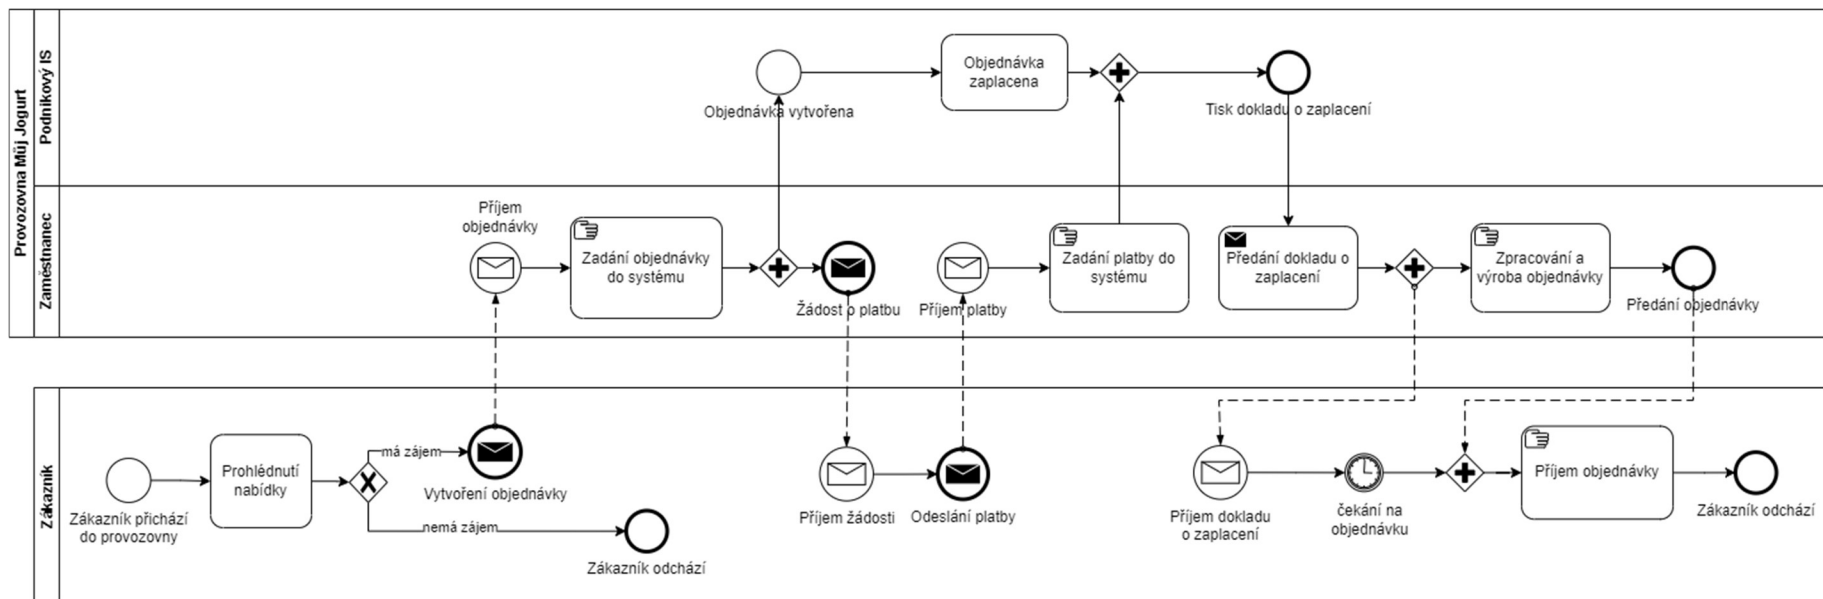 Provozovna Můj Jogurt
Podnikový IS
Objednávka vytvořena
Objednávka
zaplacena
Tisk dokladu o zaplacení
Zaměstnanec
Příjem
objednávky
Zadání objednávky
do systému
Žádost o platbu
Příjem platby
Zadání platby do
systému
Předání dokladu o
zaplacení
Zpracování a
výroba objednávky
Předání objednávky
Zákazník
Zákazník přichází
do provozovny
Prohlédnutí
nabídky
má zájem
Vytvoření objednávky
nemá zájem
Zákazník odchází
Příjem žádosti
Odeslání platby
Příjem dokladu
o zaplacení
čekání na
objednávku
Příjem objednávky
Zákazník odchází